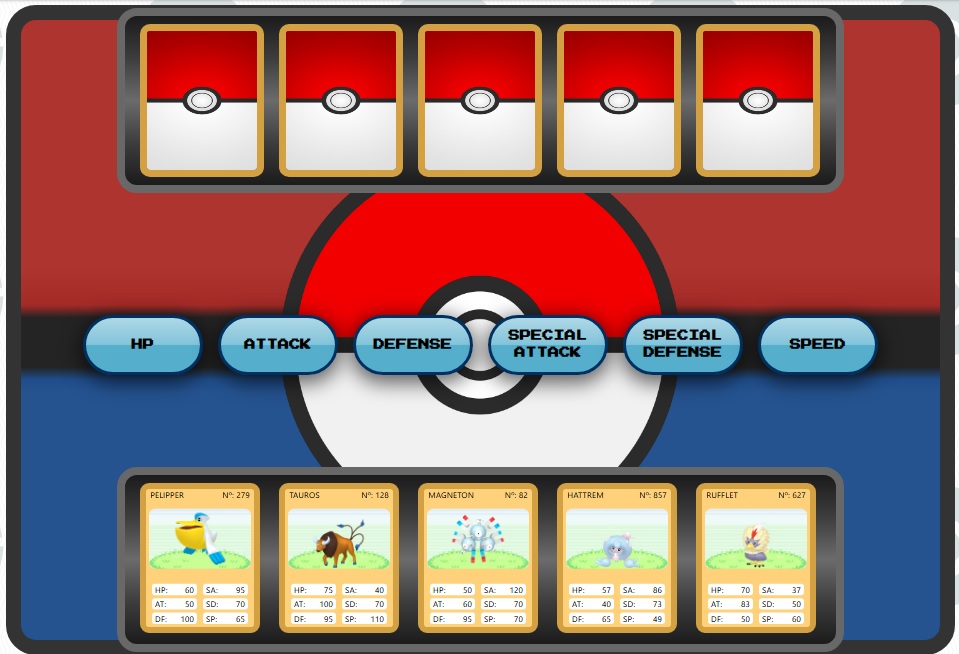 HP
ATTACK
DEFENSE
SPECIAL
ATTACK
SPECIAL
DEFENSE
SPEED
PELIPPER Nº: 279
HP: 60 SA: 95
AT: 50 SD: 70
DF: 100 SP: 65
TAUROS Nº: 128
HP: 75 SA: 40
AT: 100 SD: 70
DF: 95 SP: 110
MAGNETON Nº: 82
HP: 50 SA: 120
AT: 60 SD: 70
DF: 95 SP: 70
HATTREM Nº: 857
HP: 57 SA: 86
AT: 40 SD: 73
DF: 65 SP: 49
RUFFLET Nº: 627
HP: 70 SA: 37
AT: 83 SD: 50
DF: 50 SP: 60